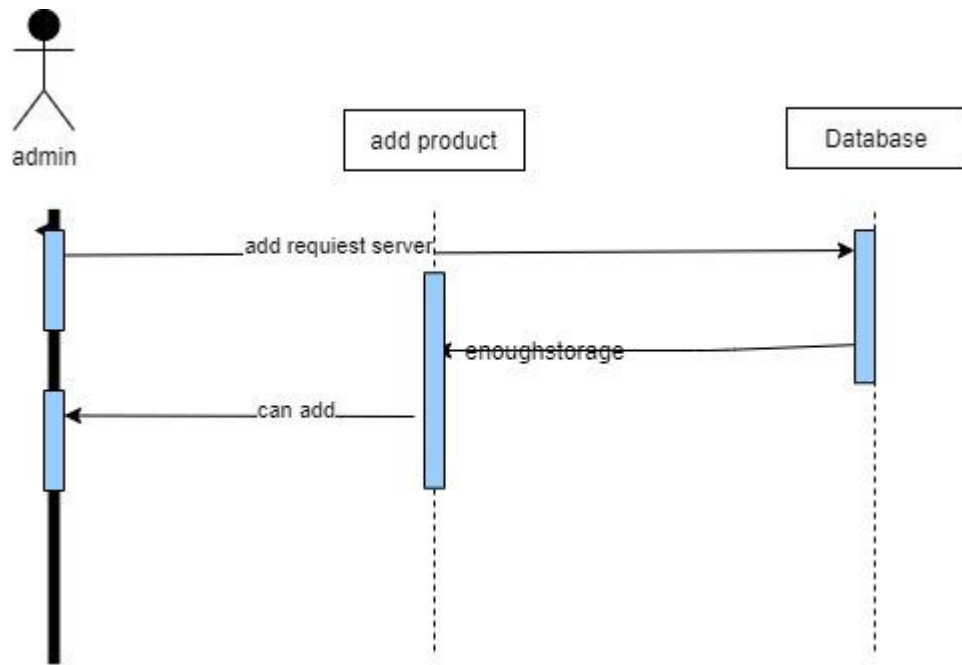 admin
add product
Database
add requiest server
enoughstorage
can add